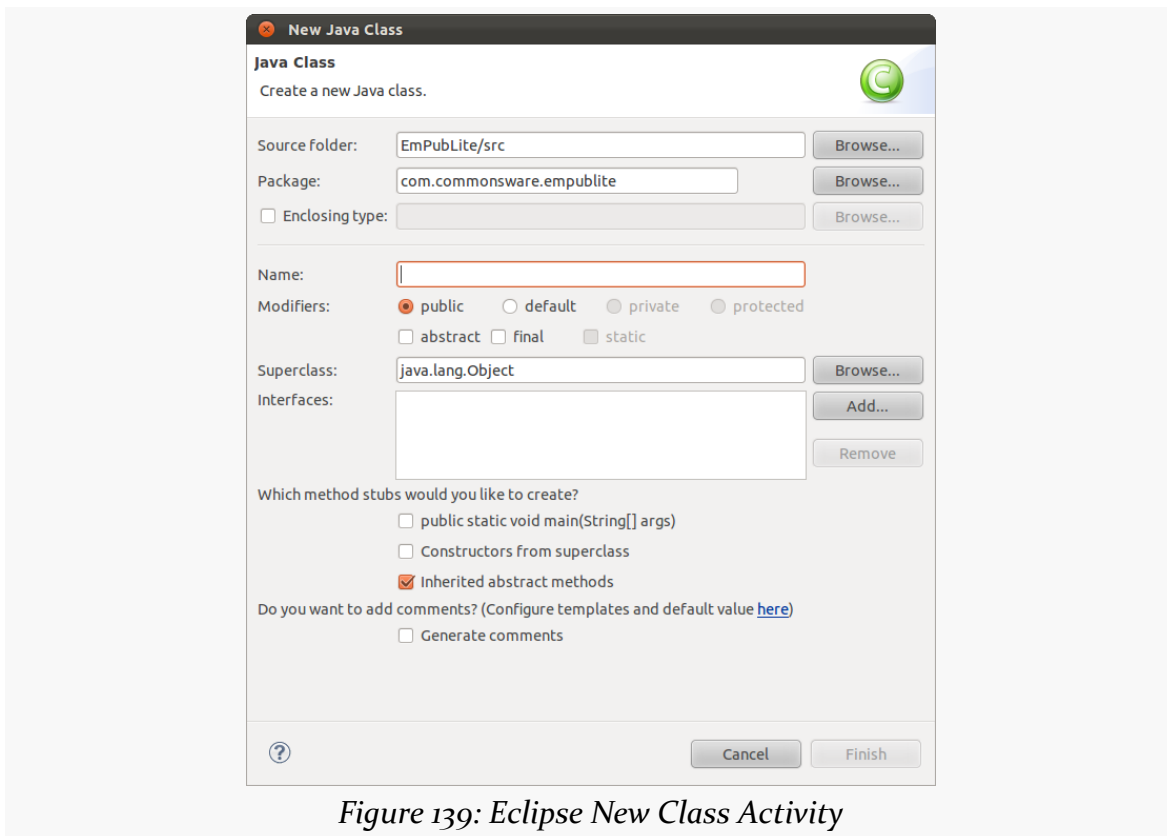 New Java Class
Java Class
Create a new Java class.
C
Source folder: EmPubLite/src Browse...
Package: com.commonsware.empublite Browse...
Enclosing type: Browse...
Name:
Modifiers: public default private protected
abstract final static
Superclass: java.lang.Object Browse...
Interfaces: Add...
Remove
Which method stubs would you like to create?
public static void main(String[] args)
Constructors from superclass
Inherited abstract methods
Do you want to add comments? (Configure templates and default value here)
Generate comments
? Cancel Finish
Figure 139: Eclipse New Class Activity